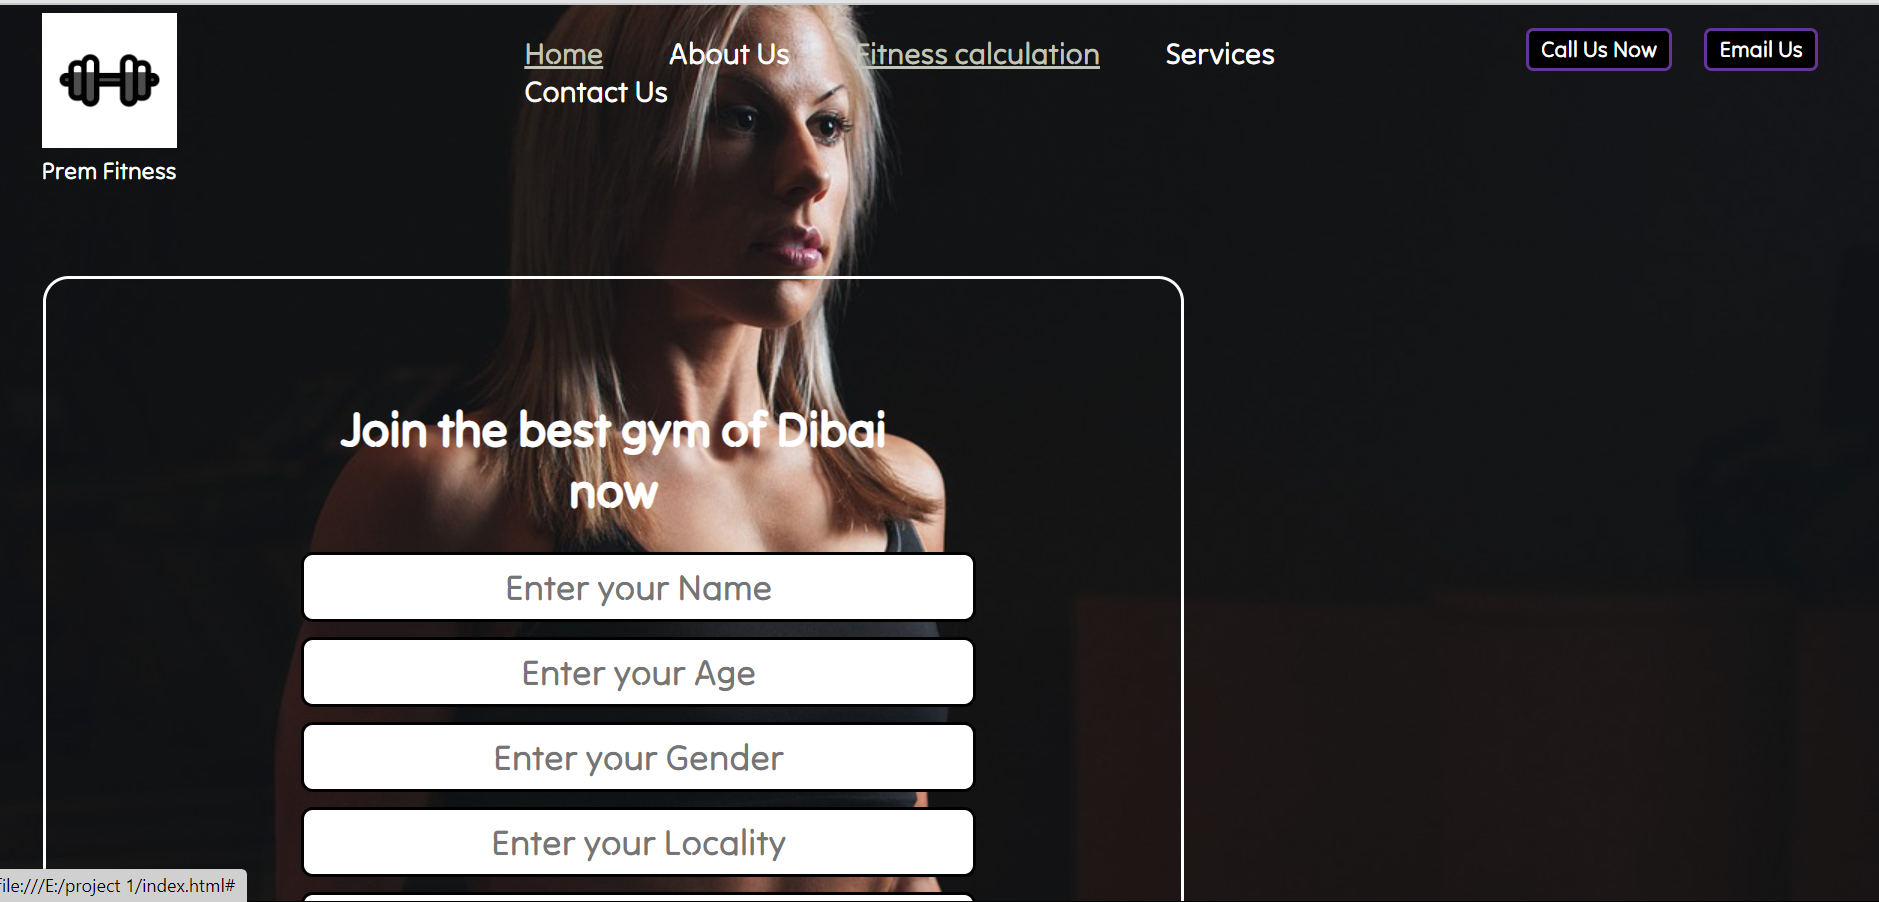 Home About Us Fitness calculation Services
Contact Us
Call Us Now Email Us
Prem Fitness
Join the best gym of Dibai
now
Enter your Name
Enter your Age
Enter your Gender
Enter your Locality
file:///E:/project 1/index.html#